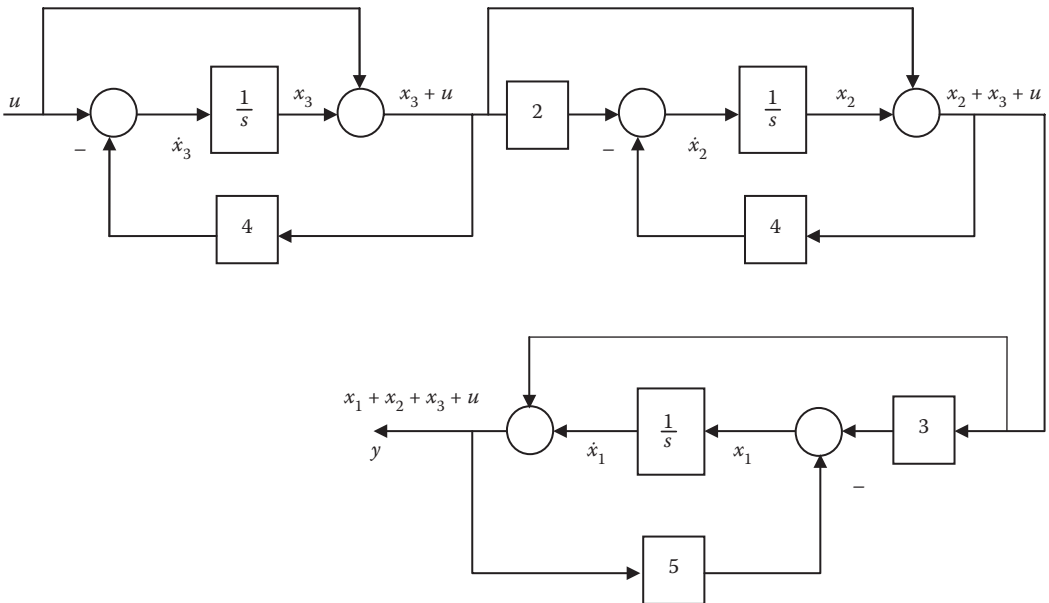 u
−
ẋ₃
1/s
x₃
x₃ + u
4
2
−
ẋ₂
1/s
x₂
x₂ + x₃ + u
4
x₁ + x₂ + x₃ + u
y
ẋ₁
1/s
x₁
3
−
5